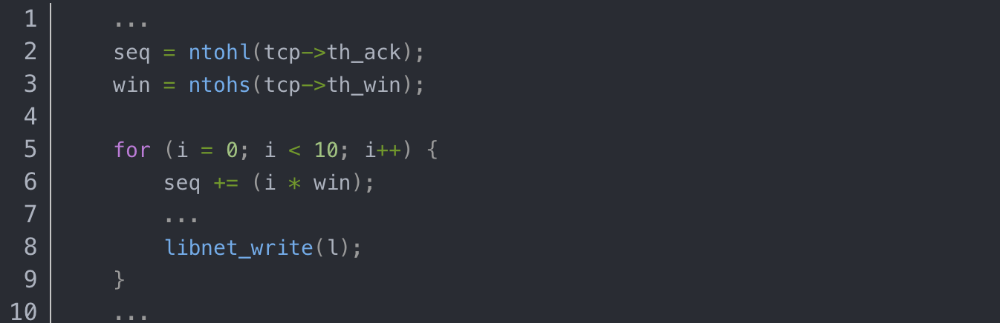 1 ...
2 seq = ntohl(tcp->th_ack);
3 win = ntohs(tcp->th_win);
4
5 for (i = 0; i < 10; i++) {
6 seq += (i * win);
7 ...
8 libnet_write(l);
9 }
10 ...